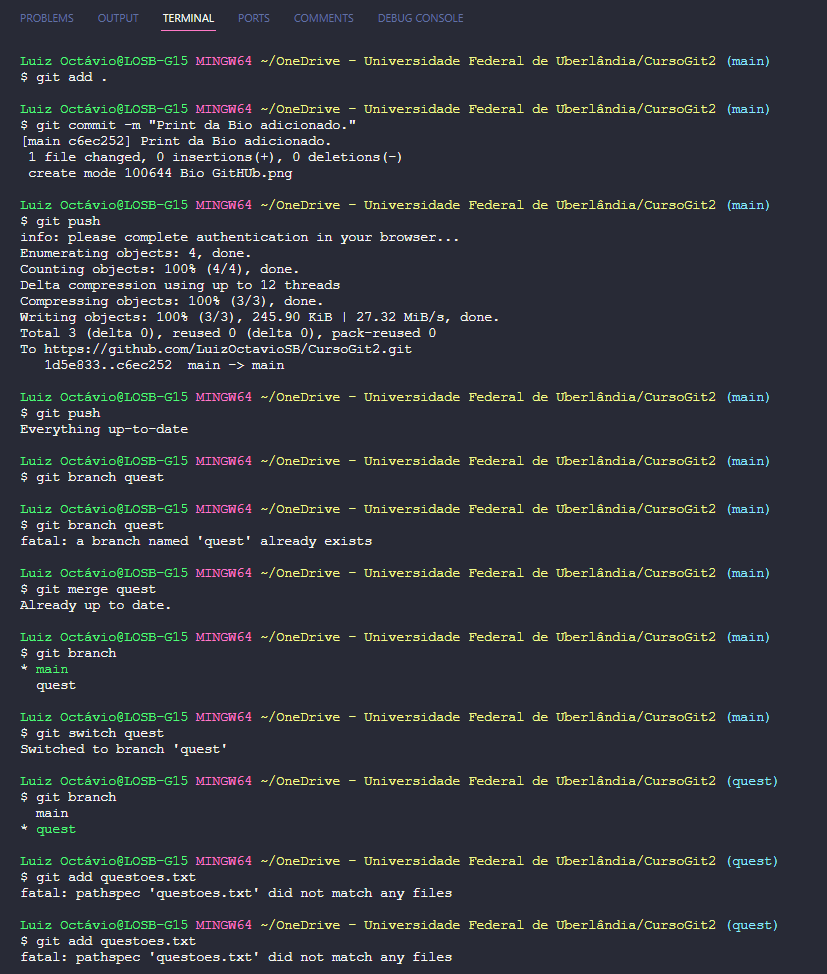 PROBLEMS OUTPUT TERMINAL PORTS COMMENTS DEBUG CONSOLE
Luiz Octávio@LOSB-G15 MINGW64 ~/OneDrive - Universidade Federal de Uberlândia/CursoGit2 (main)
$ git add .
Luiz Octávio@LOSB-G15 MINGW64 ~/OneDrive - Universidade Federal de Uberlândia/CursoGit2 (main)
$ git commit -m "Print da Bio adicionado."
[main c6ec252] Print da Bio adicionado.
1 file changed, 0 insertions(+), 0 deletions(-)
create mode 100644 Bio GitHUb.png
Luiz Octávio@LOSB-G15 MINGW64 ~/OneDrive - Universidade Federal de Uberlândia/CursoGit2 (main)
$ git push
info: please complete authentication in your browser...
Enumerating objects: 4, done.
Counting objects: 100% (4/4), done.
Delta compression using up to 12 threads
Compressing objects: 100% (3/3), done.
Writing objects: 100% (3/3), 245.90 KiB | 27.32 MiB/s, done.
Total 3 (delta 0), reused 0 (delta 0), pack-reused 0
To https://github.com/LuizOctavioSB/CursoGit2.git
1d5e833..c6ec252 main -> main
Luiz Octávio@LOSB-G15 MINGW64 ~/OneDrive - Universidade Federal de Uberlândia/CursoGit2 (main)
$ git push
Everything up-to-date
Luiz Octávio@LOSB-G15 MINGW64 ~/OneDrive - Universidade Federal de Uberlândia/CursoGit2 (main)
$ git branch quest
Luiz Octávio@LOSB-G15 MINGW64 ~/OneDrive - Universidade Federal de Uberlândia/CursoGit2 (main)
$ git branch quest
fatal: a branch named 'quest' already exists
Luiz Octávio@LOSB-G15 MINGW64 ~/OneDrive - Universidade Federal de Uberlândia/CursoGit2 (main)
$ git merge quest
Already up to date.
Luiz Octávio@LOSB-G15 MINGW64 ~/OneDrive - Universidade Federal de Uberlândia/CursoGit2 (main)
$ git branch
* main
quest
Luiz Octávio@LOSB-G15 MINGW64 ~/OneDrive - Universidade Federal de Uberlândia/CursoGit2 (main)
$ git switch quest
Switched to branch 'quest'
Luiz Octávio@LOSB-G15 MINGW64 ~/OneDrive - Universidade Federal de Uberlândia/CursoGit2 (quest)
$ git branch
main
* quest
Luiz Octávio@LOSB-G15 MINGW64 ~/OneDrive - Universidade Federal de Uberlândia/CursoGit2 (quest)
$ git add questoes.txt
fatal: pathspec 'questoes.txt' did not match any files
Luiz Octávio@LOSB-G15 MINGW64 ~/OneDrive - Universidade Federal de Uberlândia/CursoGit2 (quest)
$ git add questoes.txt
fatal: pathspec 'questoes.txt' did not match any files